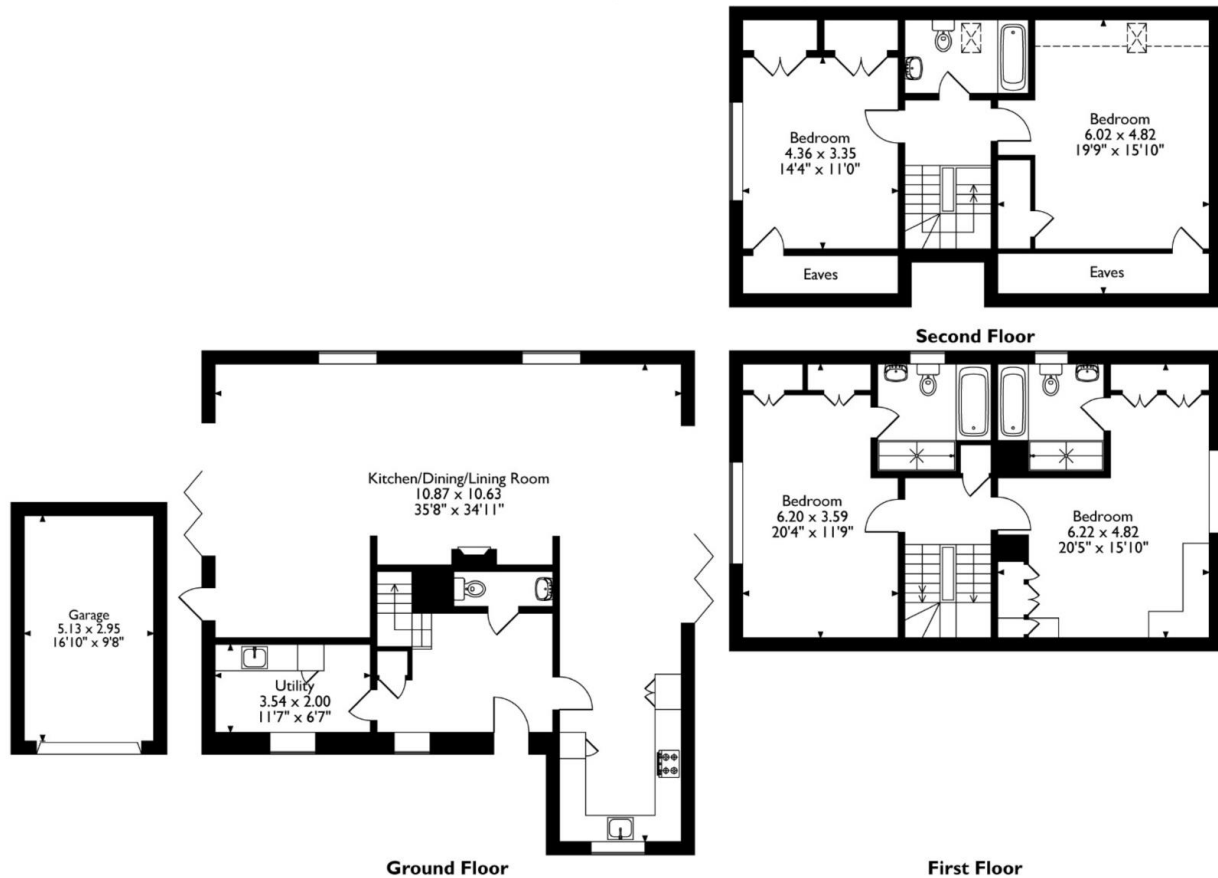 Bedroom
4.36 x 3.35
14'4" x 11'0"
Bedroom
6.02 x 4.82
19'9" x 15'10"
Eaves
Eaves
Second Floor
Kitchen/Dining/Lining Room
10.87 x 10.63
35'8" x 34'11"
Garage
5.13 x 2.95
16'10" x 9'8"
Utility
3.54 x 2.00
11'7" x 6'7"
Ground Floor
Bedroom
6.20 x 3.59
20'4" x 11'9"
Bedroom
6.22 x 4.82
20'5" x 15'10"
First Floor